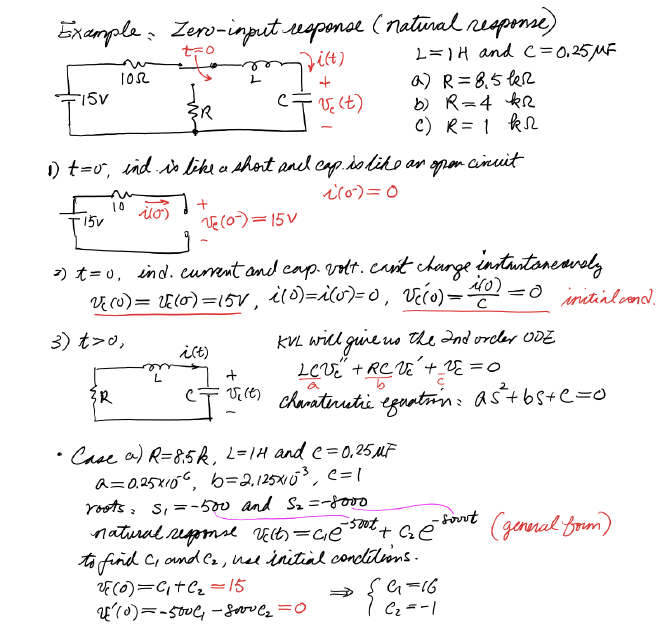 Example: Zero-input response (natural response)
t=0
i(t)
L = 1H and C = 0.25 μF
10Ω
L
+
a) R = 8.5 kΩ
15V
R
C
Vc(t)
b) R = 4 kΩ
−
c) R = 1 kΩ
1) t=0⁻, ind. is like a short and cap. is like an open circuit
i(0⁻) = 0
15V
10
i(0⁻)
+
Vc(0⁻) = 15V
−
2) t=0, ind. current and cap. volt. can't change instantaneously
Vc(0) = Vc(0⁻) = 15V, i(0) = i(0⁻) = 0, Vc'(0) = i(0)/C = 0 initial cond.
3) t>0,
KVL will give us the 2nd order ODE
i(t)
L
LCVc'' + RCVc' + Vc = 0
a b c
R
C
+
Vc(t)
−
charateristic equation: as² + bs + c = 0
• Case a) R=8.5k, L=1H and C=0.25μF
a = 0.25x10⁻⁶, b = 2.125x10⁻³, c = 1
roots: s₁ = -500 and s₂ = -8000
natural response Vc(t) = c₁e^-500t + c₂e^-8000t (general form)
to find c₁ and c₂, use initial conditions.
Vc(0) = c₁ + c₂ = 15 ⇒ { c₁ = 16
Vc'(0) = -500c₁ - 8000c₂ = 0 c₂ = -1